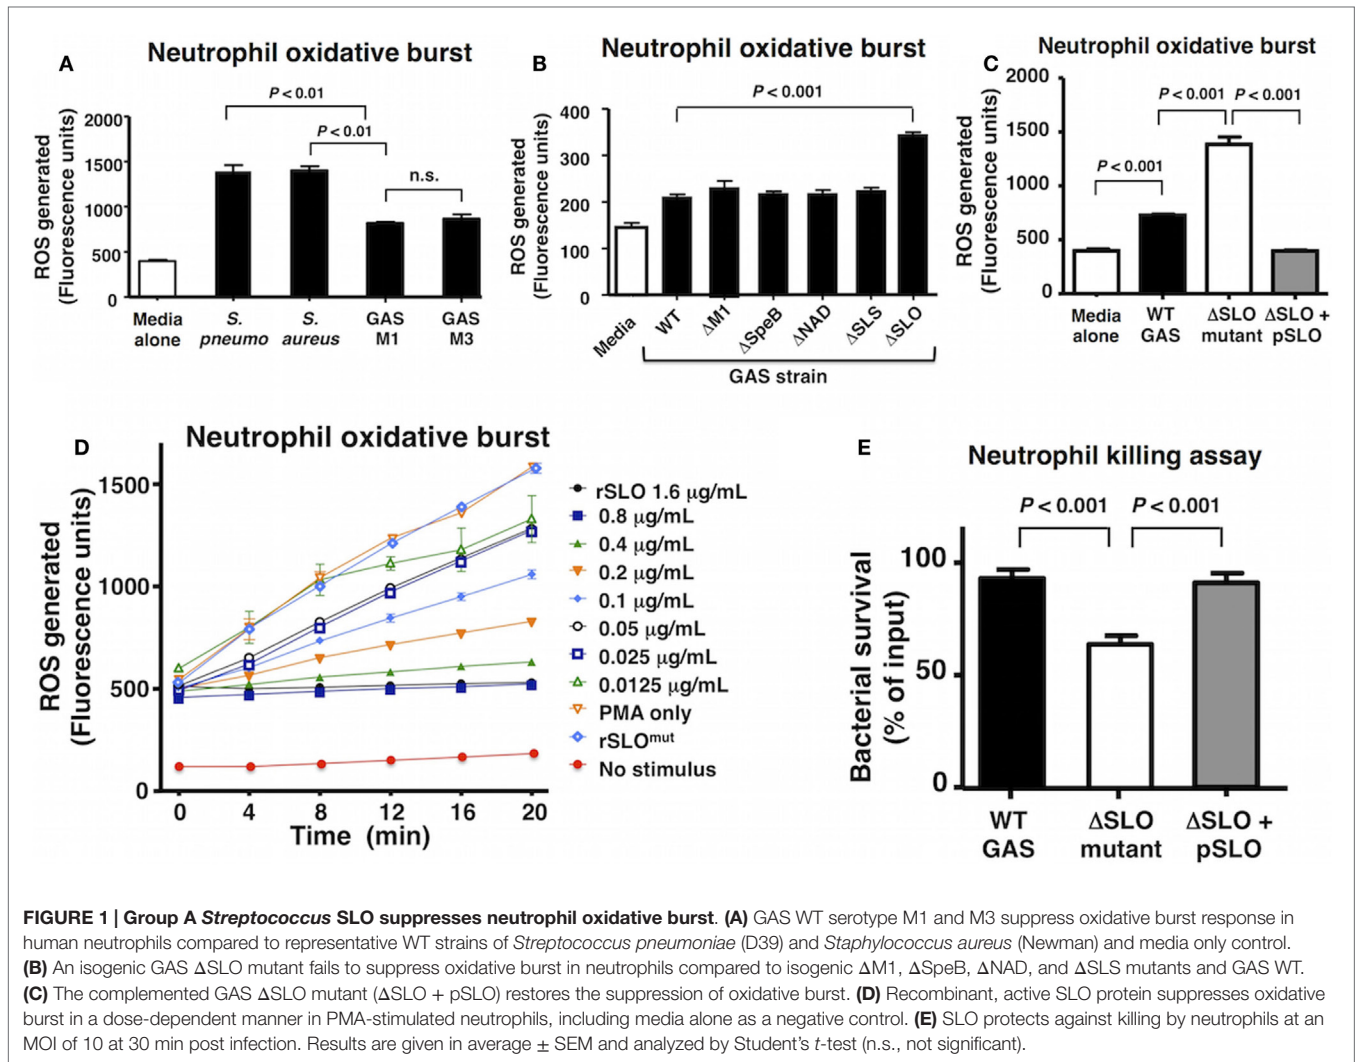 A
Neutrophil oxidative burst
P < 0.01
P < 0.01
n.s.
ROS generated
(Fluorescence units)
2000
1500
1000
500
0
Media alone
S. pneumo
S. aureus
GAS M1
GAS M3
B
Neutrophil oxidative burst
P < 0.001
ROS generated
(Fluorescence units)
400
300
200
100
0
Media
WT
ΔM1
ΔSpeB
ΔNAD
ΔSLS
ΔSLO
GAS strain
C
Neutrophil oxidative burst
P < 0.001
P < 0.001
P < 0.001
ROS generated
(Fluorescence units)
2000
1500
1000
500
0
Media alone
WT GAS
ΔSLO mutant
ΔSLO + pSLO
D
Neutrophil oxidative burst
ROS generated
(Fluorescence units)
1500
1000
500
0
0 4 8 12 16 20
Time (min)
rSLO 1.6 µg/mL
0.8 µg/mL
0.4 µg/mL
0.2 µg/mL
0.1 µg/mL
0.05 µg/mL
0.025 µg/mL
0.0125 µg/mL
PMA only
rSLOmut
No stimulus
E
Neutrophil killing assay
P < 0.001
P < 0.001
Bacterial survival
(% of input)
100
50
0
WT GAS
ΔSLO mutant
ΔSLO + pSLO
FIGURE 1 | Group A Streptococcus SLO suppresses neutrophil oxidative burst. (A) GAS WT serotype M1 and M3 suppress oxidative burst response in
human neutrophils compared to representative WT strains of Streptococcus pneumoniae (D39) and Staphylococcus aureus (Newman) and media only control.
(B) An isogenic GAS ΔSLO mutant fails to suppress oxidative burst in neutrophils compared to isogenic ΔM1, ΔSpeB, ΔNAD, and ΔSLS mutants and GAS WT.
(C) The complemented GAS ΔSLO mutant (ΔSLO + pSLO) restores the suppression of oxidative burst. (D) Recombinant, active SLO protein suppresses oxidative
burst in a dose-dependent manner in PMA-stimulated neutrophils, including media alone as a negative control. (E) SLO protects against killing by neutrophils at an
MOI of 10 at 30 min post infection. Results are given in average ± SEM and analyzed by Student's t-test (n.s., not significant).